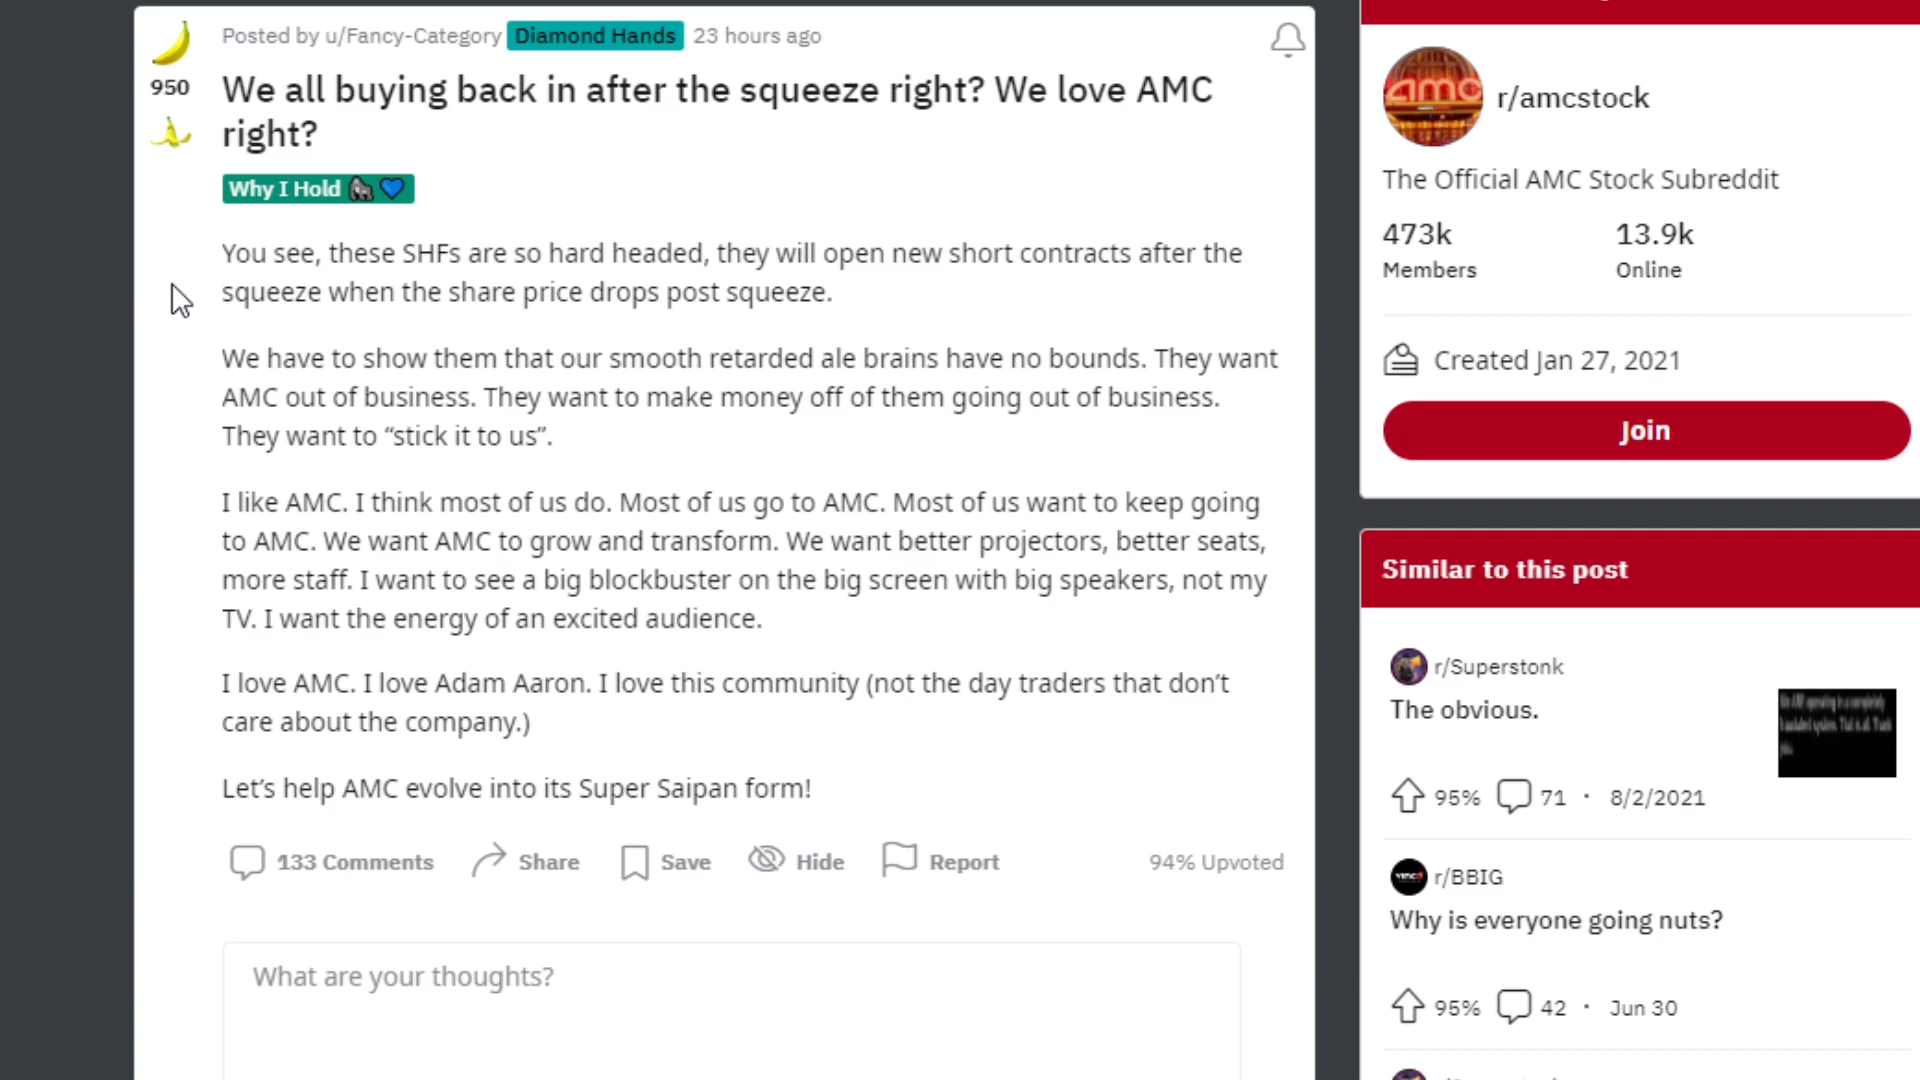 Posted by u/Fancy-Category Diamond Hands 23 hours ago
950
We all buying back in after the squeeze right? We love AMC
right?
Why I Hold
You see, these SHFs are so hard headed, they will open new short contracts after the
squeeze when the share price drops post squeeze.
We have to show them that our smooth retarded ale brains have no bounds. They want
AMC out of business. They want to make money off of them going out of business.
They want to “stick it to us”.
I like AMC. I think most of us do. Most of us go to AMC. Most of us want to keep going
to AMC. We want AMC to grow and transform. We want better projectors, better seats,
more staff. I want to see a big blockbuster on the big screen with big speakers, not my
TV. I want the energy of an excited audience.
I love AMC. I love Adam Aaron. I love this community (not the day traders that don’t
care about the company.)
Let’s help AMC evolve into its Super Saipan form!
133 Comments Share Save Hide Report 94% Upvoted
What are your thoughts?
amc
r/amcstock
The Official AMC Stock Subreddit
473k 13.9k
Members Online
Created Jan 27, 2021
Join
Similar to this post
r/Superstonk
The obvious.
95% 71 · 8/2/2021
r/BBIG
Why is everyone going nuts?
95% 42 · Jun 30